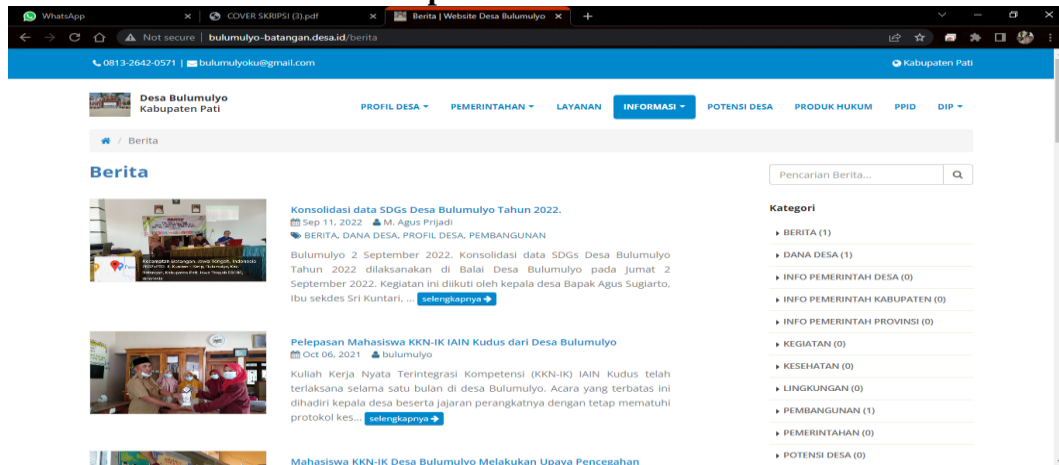 WhatsApp
COVER SKRIPSI (3).pdf
Berita | Website Desa Bulumulyo
Not secure | bulumulyo-batangan.desa.id/berita
0813-2642-0571 | bulumulyoku@gmail.com
Kabupaten Pati
Desa Bulumulyo
Kabupaten Pati
PROFIL DESA
PEMERINTAHAN
LAYANAN
INFORMASI
POTENSI DESA
PRODUK HUKUM
PPID
DIP
/ Berita
Berita
Konsolidasi data SDGs Desa Bulumulyo Tahun 2022.
Sep 11, 2022 M. Agus Prijadi
BERITA, DANA DESA, PROFIL DESA, PEMBANGUNAN
Bulumulyo 2 September 2022. Konsolidasi data SDGs Desa Bulumulyo
Tahun 2022 dilaksanakan di Balai Desa Bulumulyo pada Jumat 2
September 2022. Kegiatan ini diikuti oleh kepala desa Bapak Agus Sugiarto,
Ibu sekdes Sri Kuntari, ... selengkapnya
Pelepasan Mahasiswa KKN-IK IAIN Kudus dari Desa Bulumulyo
Oct 06, 2021 bulumulyo
Kuliah Kerja Nyata Terintegrasi Kompetensi (KKN-IK) IAIN Kudus telah
terlaksana selama satu bulan di desa Bulumulyo. Acara yang terbatas ini
dihadiri kepala desa beserta jajaran perangkatnya dengan tetap mematuhi
protokol kes... selengkapnya
Mahasiswa KKN-IK Desa Bulumulyo Melakukan Upaya Pencegahan
Pencarian Berita...
Kategori
BERITA (1)
DANA DESA (1)
INFO PEMERINTAH DESA (0)
INFO PEMERINTAH KABUPATEN (0)
INFO PEMERINTAH PROVINSI (0)
KEGIATAN (0)
KESEHATAN (0)
LINGKUNGAN (0)
PEMBANGUNAN (1)
PEMERINTAHAN (0)
POTENSI DESA (0)